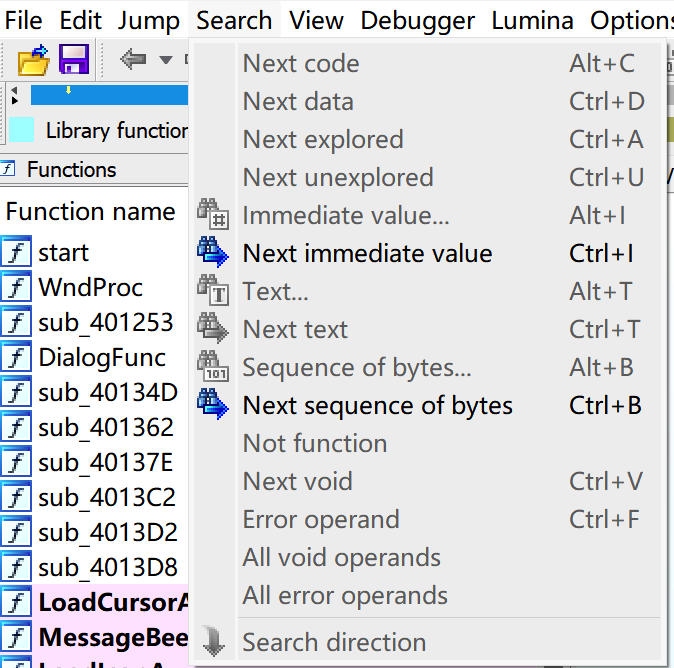 File Edit Jump Search View Debugger Lumina Options
Next code Alt+C
Next data Ctrl+D
Library function
Next explored Ctrl+A
Functions
Next unexplored Ctrl+U
Function name
Immediate value... Alt+I
start
Next immediate value Ctrl+I
WndProc
Text... Alt+T
sub_401253
Next text Ctrl+T
DialogFunc
Sequence of bytes... Alt+B
sub_40134D
Next sequence of bytes Ctrl+B
sub_401362
Not function
sub_40137E
Next void Ctrl+V
sub_4013C2
Error operand Ctrl+F
sub_4013D2
All void operands
sub_4013D8
All error operands
LoadCursorA
MessageBee
Search direction